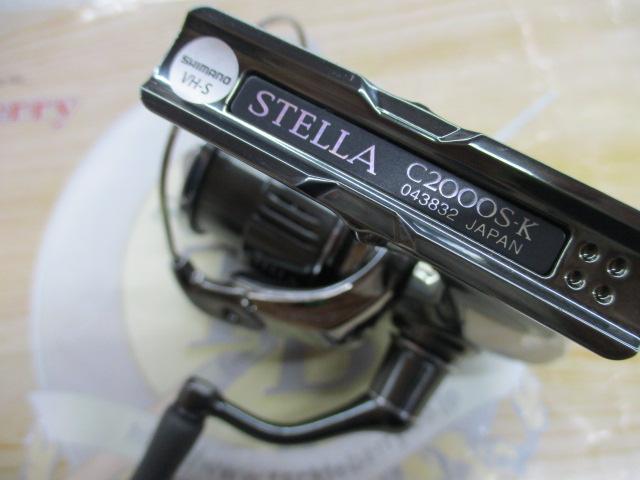 SHIMANO
VH-S
STELLA C2000S-K
043832 JAPAN
erry